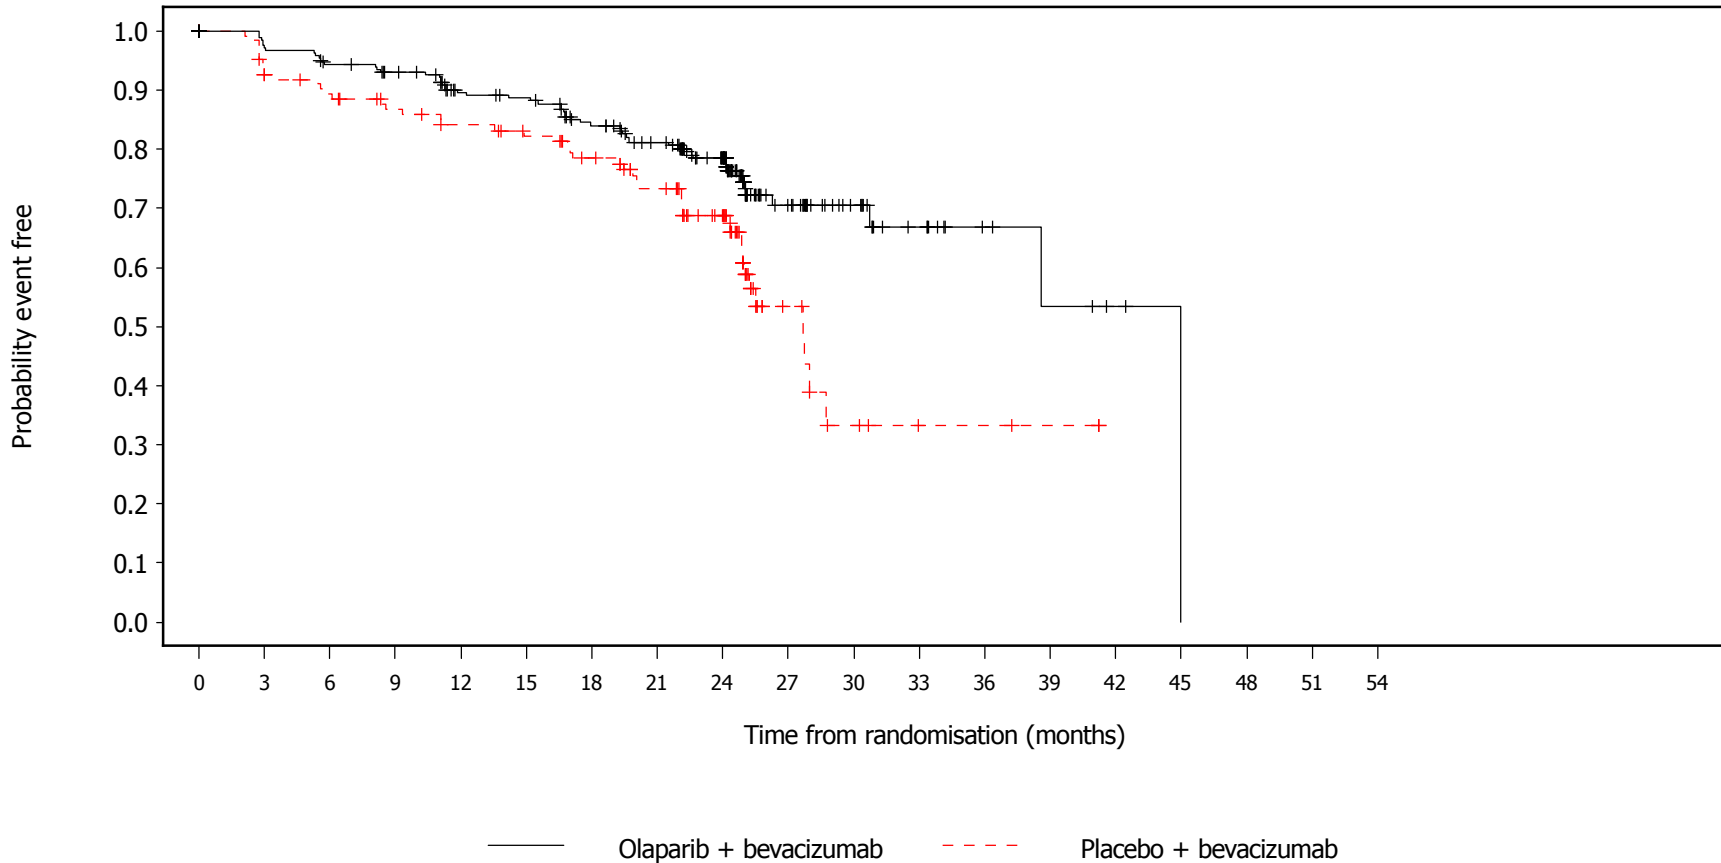 Probability event free
1.0
0.9
0.8
0.7
0.6
0.5
0.4
0.3
0.2
0.1
0.0
0 3 6 9 12 15 18 21 24 27 30 33 36 39 42 45 48 51 54
Time from randomisation (months)
Olaparib + bevacizumab Placebo + bevacizumab